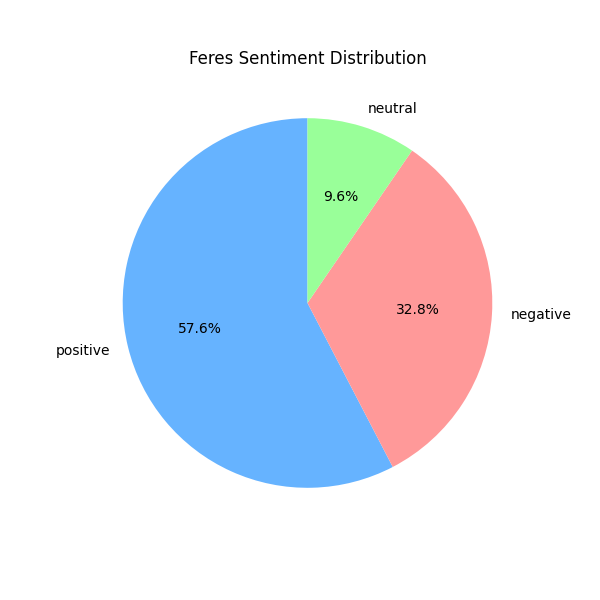 Feres Sentiment Distribution
neutral
9.6%
32.8%
negative
57.6%
positive